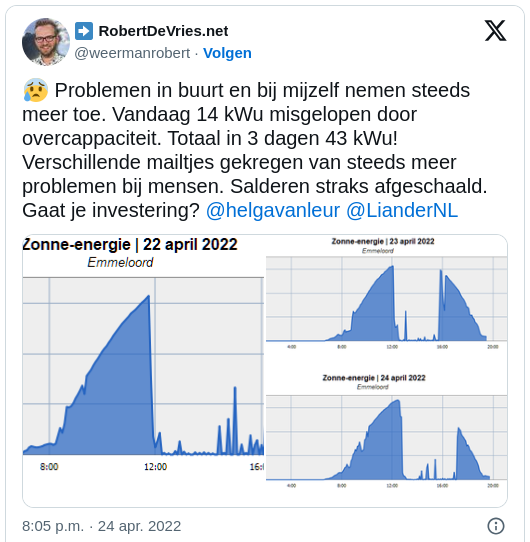 RobertDeVries.net
@weermanrobert · Volgen
Problemen in buurt en bij mijzelf nemen steeds
meer toe. Vandaag 14 kWu misgelopen door
overcappaciteit. Totaal in 3 dagen 43 kWu!
Verschillende mailtjes gekregen van steeds meer
problemen bij mensen. Salderen straks afgeschaald.
Gaat je investering? @helgavanleur @LianderNL
Zonne-energie | 22 april 2022
Emmeloord
8:00 12:00 16:
Zonne-energie | 23 april 2022
Emmeloord
4:00 8:00 12:00 16:00 20:00
Zonne-energie | 24 april 2022
Emmeloord
4:00 8:00 12:00 16:00 20:00
8:05 p.m. · 24 apr. 2022